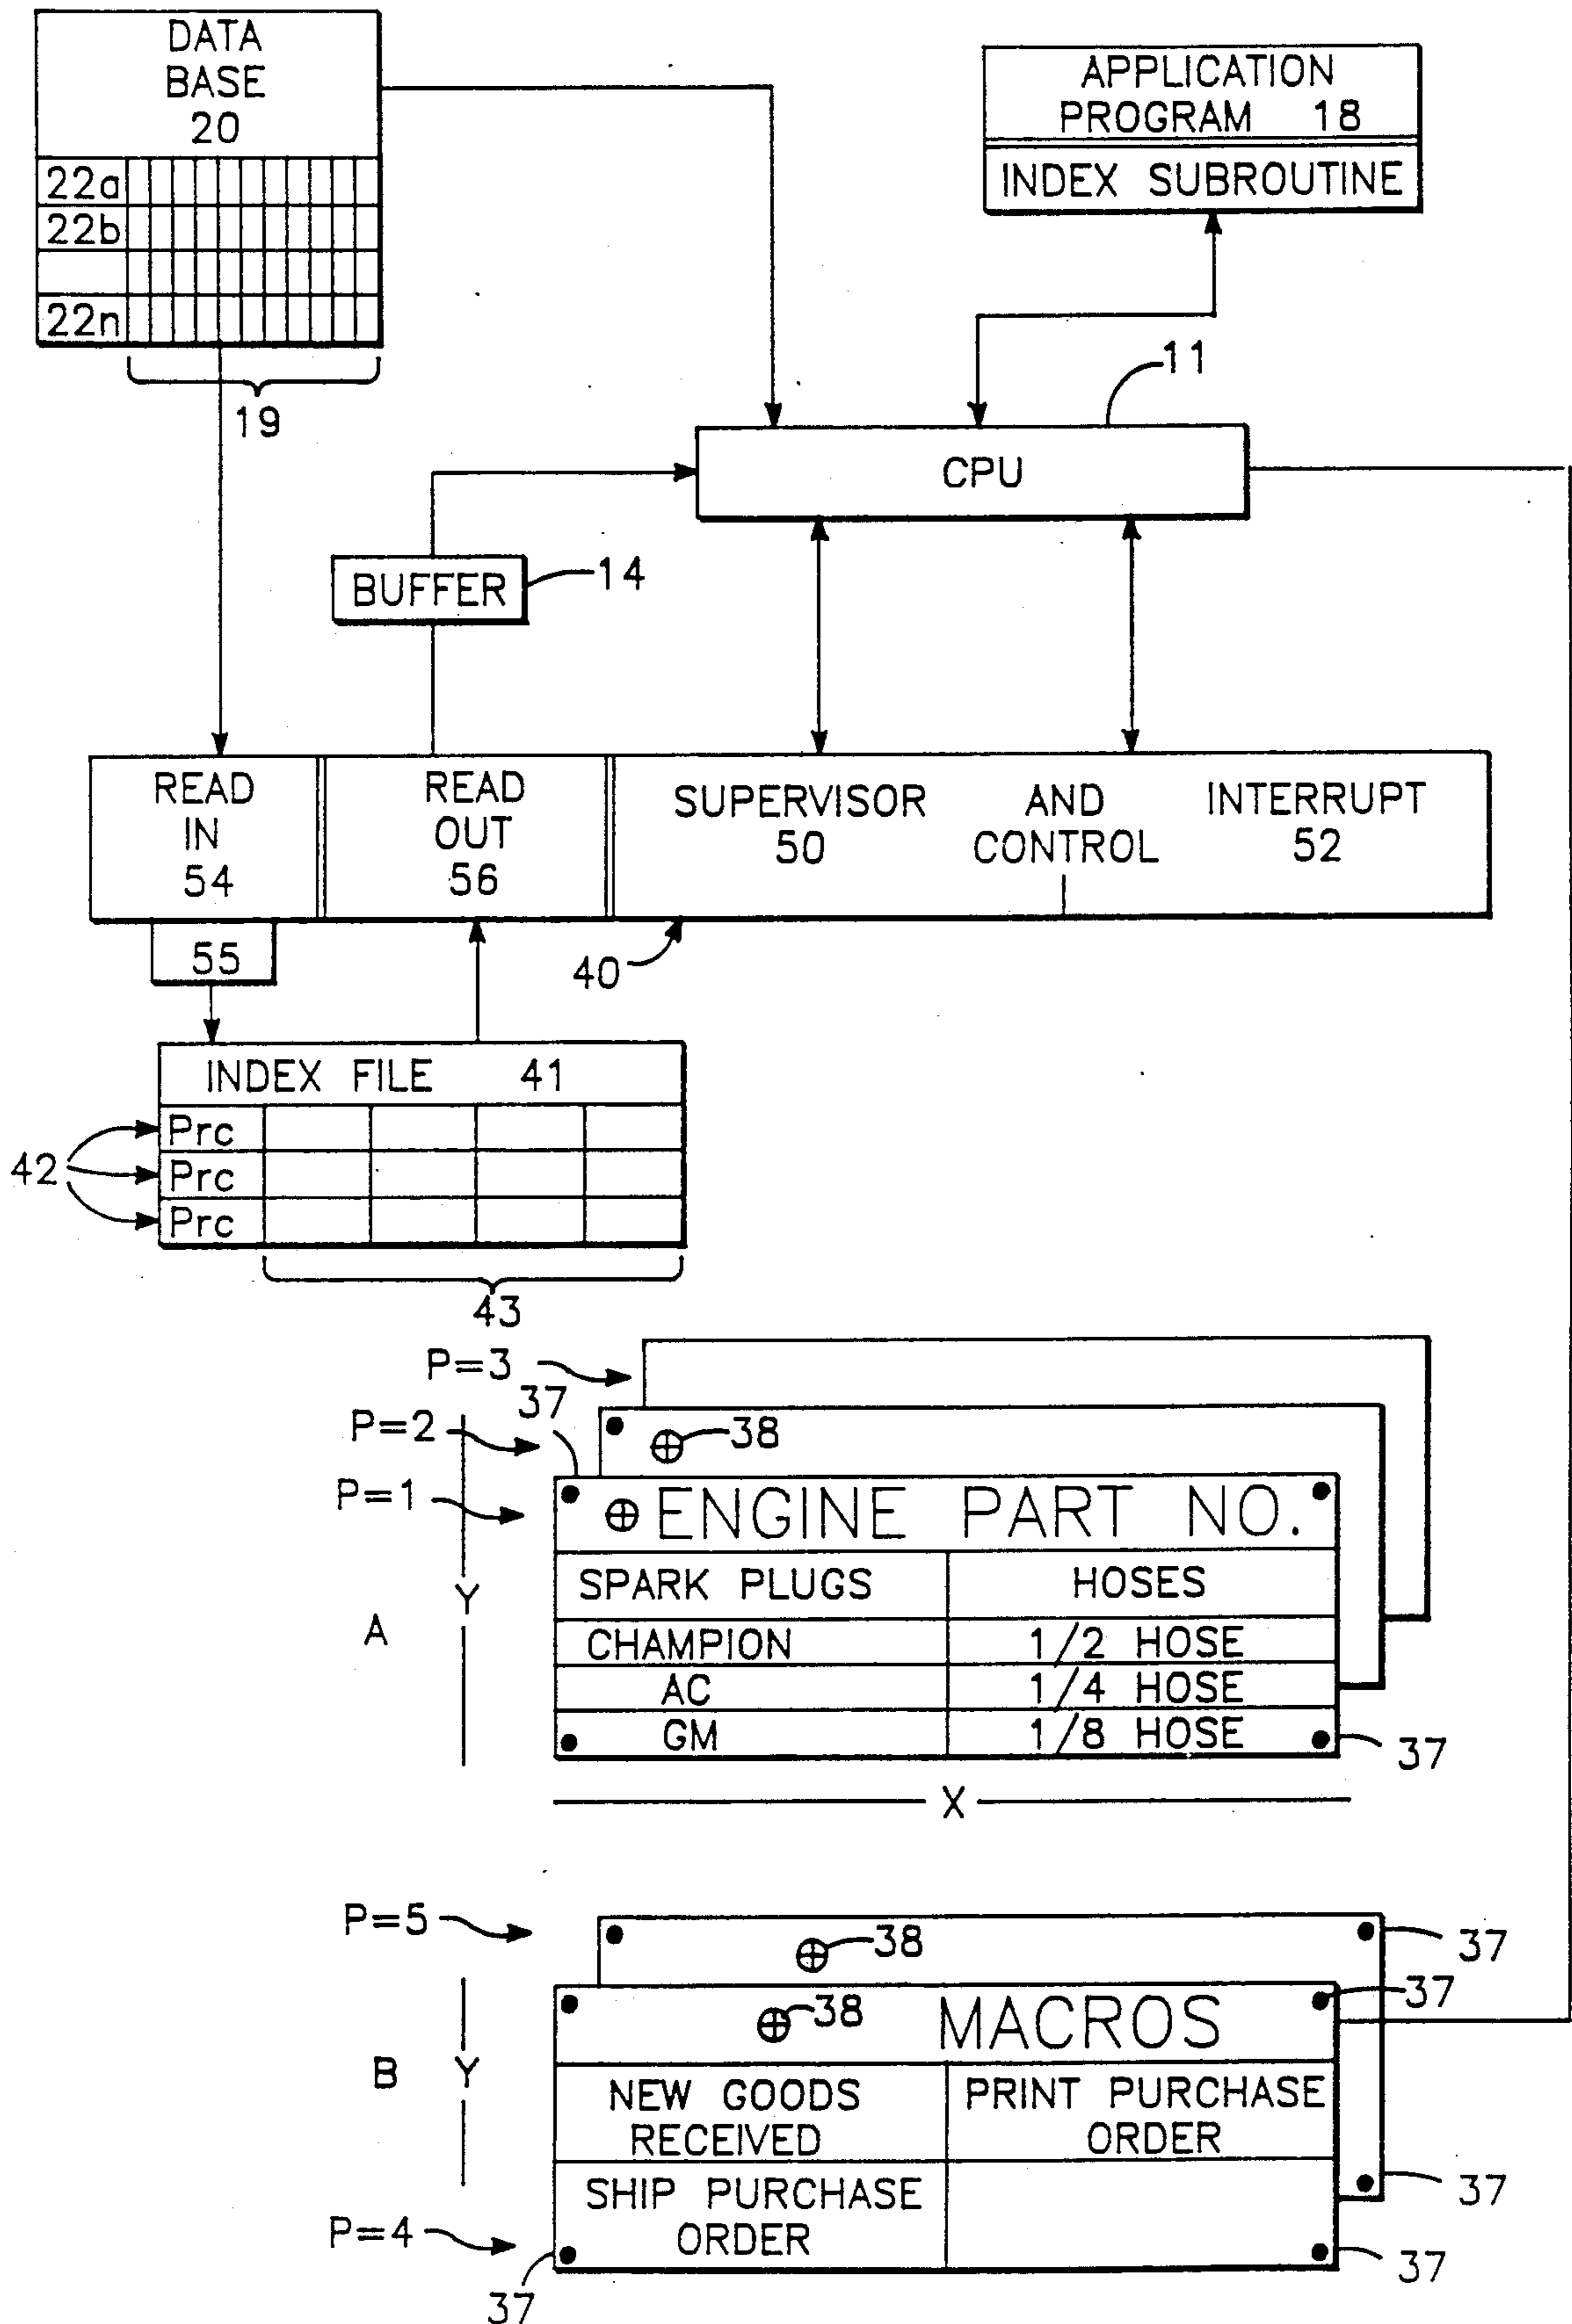 DATA
BASE
20
22a
22b
22n
19
APPLICATION
PROGRAM 18
INDEX SUBROUTINE
11
CPU
BUFFER
14
READ
IN
54
READ
OUT
56
SUPERVISOR
50
AND
CONTROL
INTERRUPT
52
55
40
INDEX FILE 41
Prc
Prc
Prc
42
43
P=3
37
P=2
38
P=1
ENGINE PART NO.
SPARK PLUGS HOSES
CHAMPION 1/2 HOSE
AC 1/4 HOSE
GM 1/8 HOSE
37
A
Y
X
P=5
38
37
37
38
MACROS
B
Y
NEW GOODS
RECEIVED
PRINT PURCHASE
ORDER
SHIP PURCHASE
ORDER
37
P=4
37
37